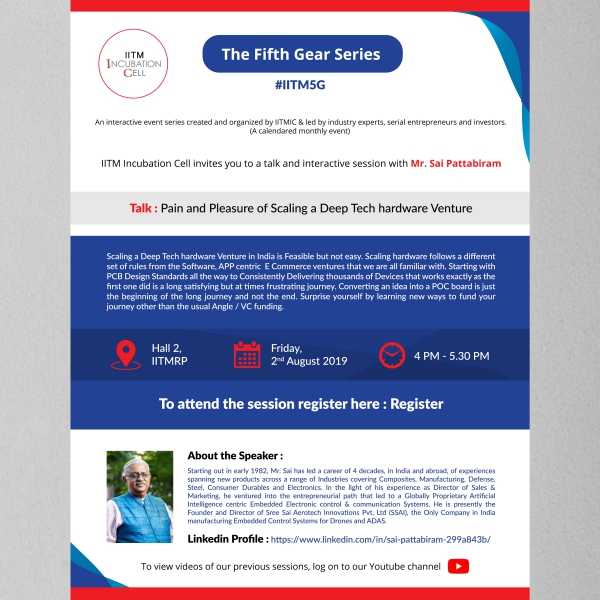 IITM
INCUBATION
CELL
The Fifth Gear Series
#IITM5G
An interactive event series created and organized by IITMIC & led by industry experts, serial entrepreneurs and investors.
(A calendared monthly event)
IITM Incubation Cell invites you to a talk and interactive session with Mr. Sai Pattabiram
Talk : Pain and Pleasure of Scaling a Deep Tech hardware Venture
Scaling a Deep Tech hardware Venture in India is Feasible but not easy. Scaling hardware follows a different
set of rules from the Software, APP centric E Commerce ventures that we are all familiar with. Starting with
PCB Design Standards all the way to Consistently Delivering thousands of Devices that works exactly as the
first one did is a long satisfying but at times frustrating journey. Converting an idea into a POC board is just
the beginning of the long journey and not the end. Surprise yourself by learning new ways to fund your
journey other than the usual Angle / VC funding.
Hall 2,
IITMRP
Friday,
2nd August 2019
4 PM - 5.30 PM
To attend the session register here : Register
About the Speaker :
Starting out in early 1982, Mr. Sai has led a career of 4 decades, in India and abroad, of experiences
spanning new products across a range of Industries covering Composites, Manufacturing, Defense,
Steel, Consumer Durables and Electronics. In the light of his experience as Director of Sales &
Marketing, he ventured into the entrepreneurial path that led to a Globally Proprietary Artificial
Intelligence centric Embedded Electronic control & communication Systems. He is presently the
Founder and Director of Sree Sai Aerotech Innovations Pvt. Ltd (SSAI), the Only Company in India
manufacturing Embedded Control Systems for Drones and ADAS.
Linkedin Profile : https://www.linkedin.com/in/sai-pattabiram-299a843b/
To view videos of our previous sessions, log on to our Youtube channel